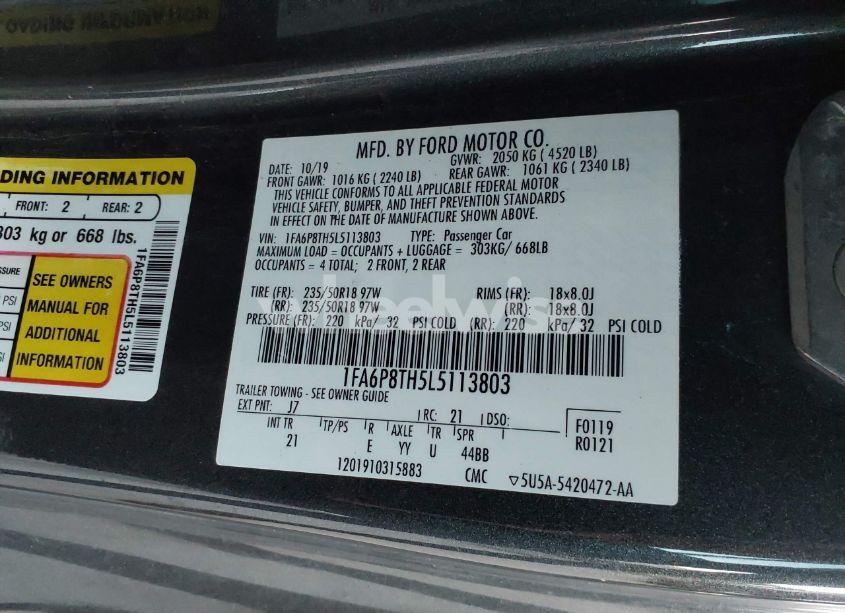 DING INFORMATION
FRONT: 2 REAR: 2
303 kg or 668 lbs.
SSURE
PSI
PSI
SI
SEE OWNERS
MANUAL FOR
ADDITIONAL
INFORMATION
1FA6P8TH5L5113803
MFD. BY FORD MOTOR CO.
DATE: 10/19 GVWR: 2050 KG ( 4520 LB)
FRONT GAWR: 1016 KG ( 2240 LB) REAR GAWR: 1061 KG ( 2340 LB)
THIS VEHICLE CONFORMS TO ALL APPLICABLE FEDERAL MOTOR
VEHICLE SAFETY, BUMPER, AND THEFT PREVENTION STANDARDS
IN EFFECT ON THE DATE OF MANUFACTURE SHOWN ABOVE.
VIN: 1FA6P8TH5L5113803 TYPE: Passenger Car
MAXIMUM LOAD = OCCUPANTS + LUGGAGE = 303KG/ 668LB
OCCUPANTS = 4 TOTAL; 2 FRONT, 2 REAR
TIRE (FR): 235/50R18 97W RIMS (FR): 18x8.0J
(RR): 235/50R18 97W (RR): 18x8.0J
PRESSURE (FR): 220 kPa/ 32 PSI COLD (RR): 220 kPa/ 32 PSI COLD
1FA6P8TH5L5113803
TRAILER TOWING - SEE OWNER GUIDE
EXT PNT: J7 RC: 21 DSO:
F0119
R0121
INT TR TP/PS R AXLE TR SPR
21 E YY U 44BB
1201910315883 CMC ▽5U5A-5420472-AA